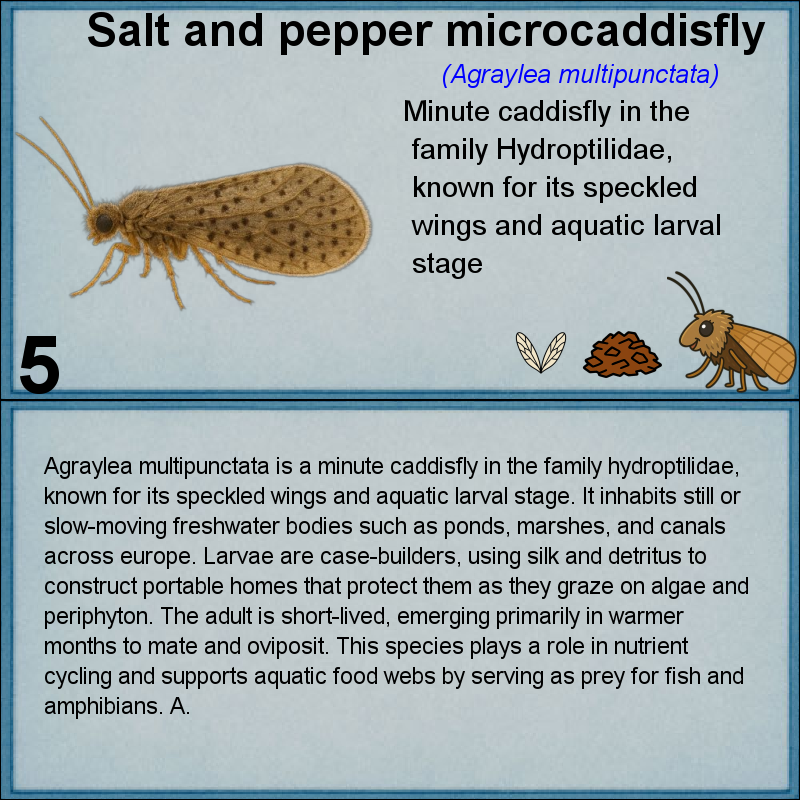 Salt and pepper microcaddisfly
(Agraylea multipunctata)
Minute caddisfly in the
family Hydroptilidae,
known for its speckled
wings and aquatic larval
stage
5
Agraylea multipunctata is a minute caddisfly in the family hydroptilidae,
known for its speckled wings and aquatic larval stage. It inhabits still or
slow-moving freshwater bodies such as ponds, marshes, and canals
across europe. Larvae are case-builders, using silk and detritus to
construct portable homes that protect them as they graze on algae and
periphyton. The adult is short-lived, emerging primarily in warmer
months to mate and oviposit. This species plays a role in nutrient
cycling and supports aquatic food webs by serving as prey for fish and
amphibians. A.